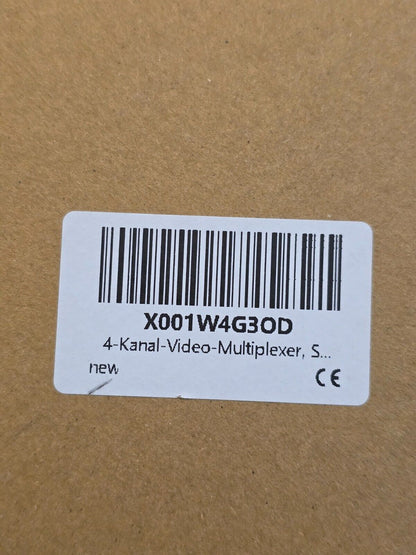 X001W4G3OD
4-Kanal-Video-Multiplexer, S...
new
CE